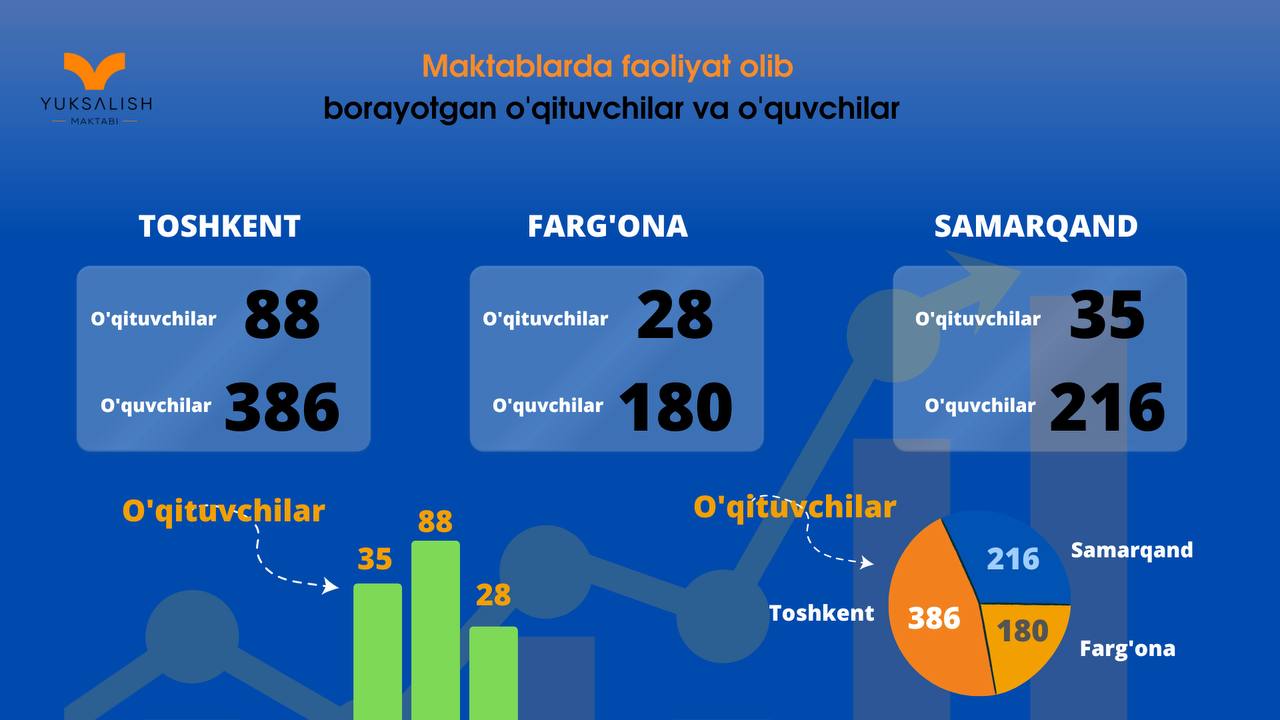 YUKSALISH
MAKTABI
Maktablarda faoliyat olib
borayotgan o'qituvchilar va o'quvchilar
TOSHKENT
O'qituvchilar 88
O'quvchilar 386
FARG'ONA
O'qituvchilar 28
O'quvchilar 180
SAMARQAND
O'qituvchilar 35
O'quvchilar 216
O'qituvchilar
35
88
28
O'qituvchilar
216
Samarqand
Toshkent
386
180
Farg'ona